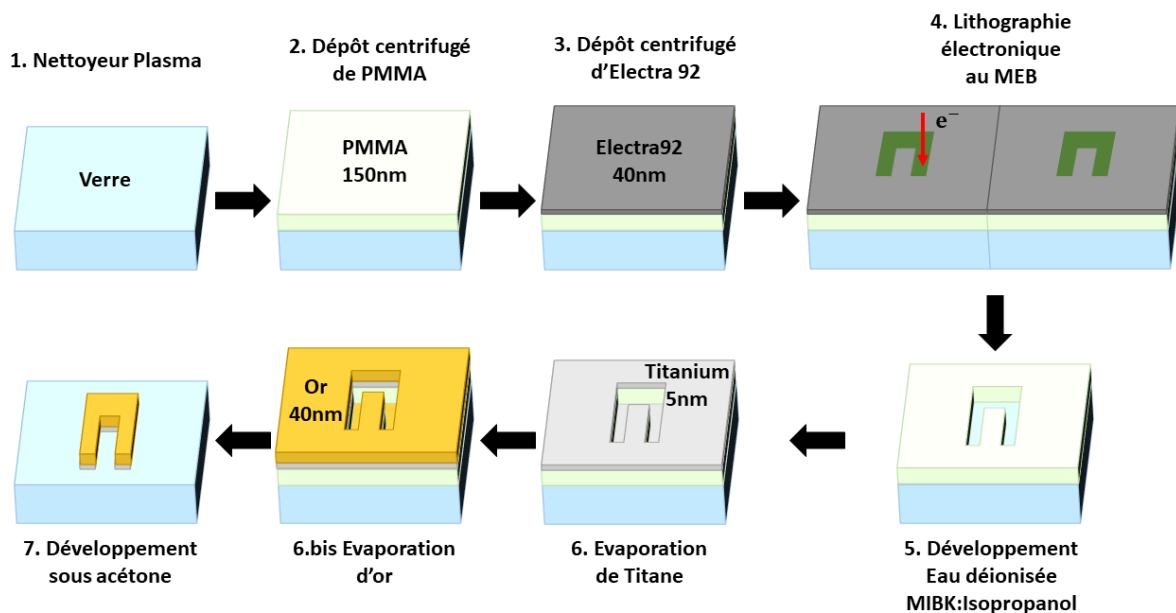 1. Nettoyeur Plasma
Verre
2. Dépôt centrifugé
de PMMA
PMMA
150nm
3. Dépôt centrifugé
d'Electra 92
Electra92
40nm
4. Lithographie
électronique
au MEB
e⁻
5. Développement
Eau déionisée
MIBK:Isopropanol
Titanium
5nm
6. Evaporation
de Titane
Or
40nm
6.bis Evaporation
d'or
7. Développement
sous acétone